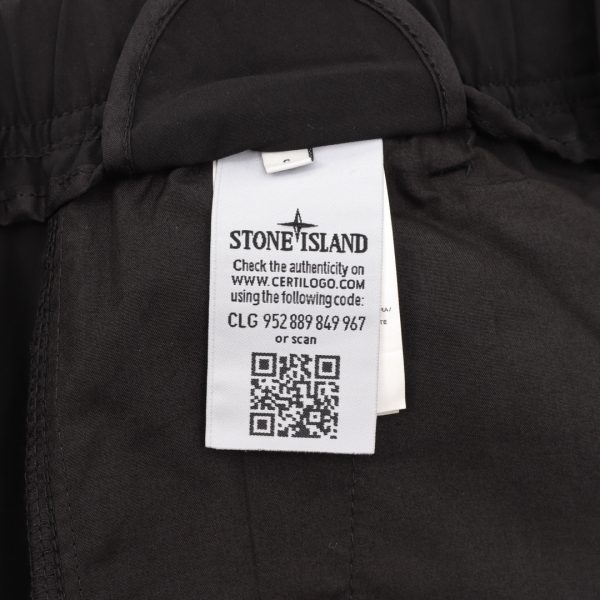 STONE ISLAND
Check the authenticity on
WWW.CERTILOGO.COM
using the following code:
CLG 952 889 849 967
or scan